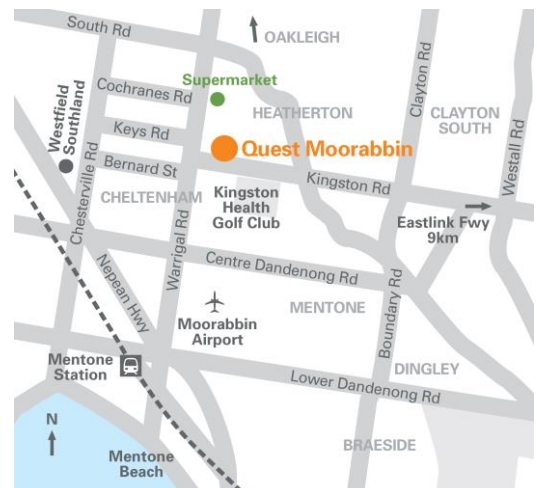 South Rd
OAKLEIGH
Supermarket
Cochranes Rd
HEATHERTON
Clayton Rd
CLAYTON
SOUTH
Westall Rd
Westfield
Southland
Keys Rd
Quest Moorabbin
Bernard St
Kingston Rd
CHELTENHAM
Kingston
Health
Golf Club
Chesterville Rd
Warrigal Rd
Eastlink Fwy
9km
Centre Dandenong Rd
Nepean Hwy
MENTONE
Boundary Rd
Moorabbin
Airport
Mentone
Station
DINGLEY
Lower Dandenong Rd
N
BRAESIDE
Mentone
Beach